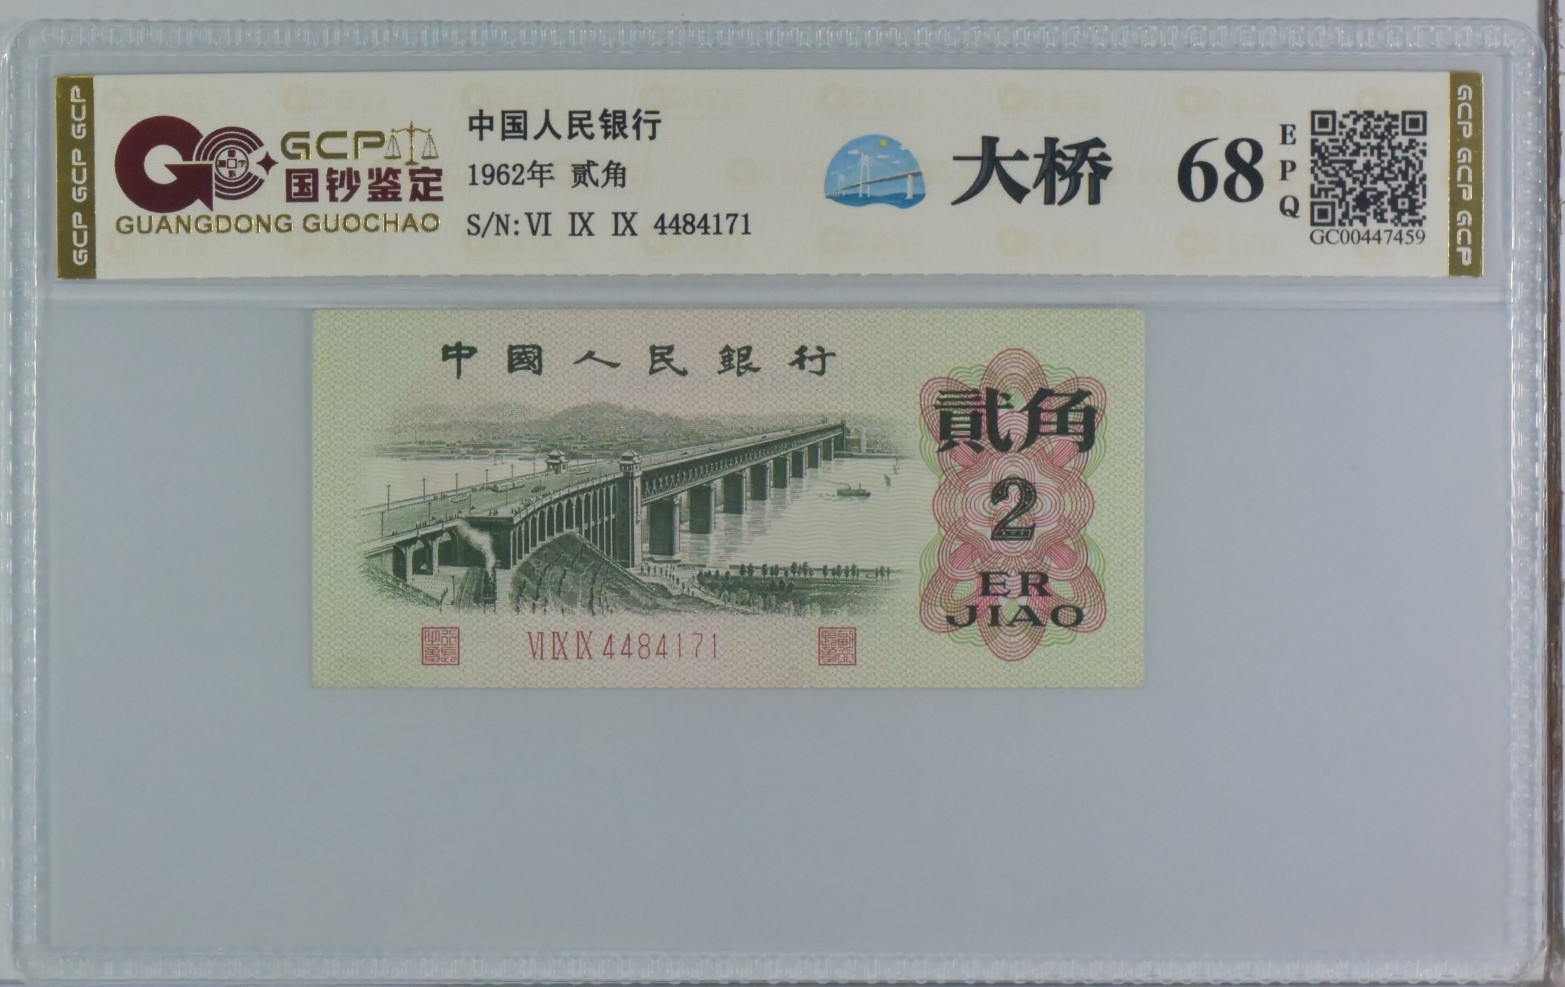 GCP GCP GCP
GCP
国钞鉴定
GUANGDONG GUOCHAO
中国人民银行
1962年 贰角
S/N: VI IX IX 4484171
大桥
68
EPQ
GC00447459
GCP GCP GCP
中國人民銀行
貳角
2
ER
JIAO
VI IX IX 4484171